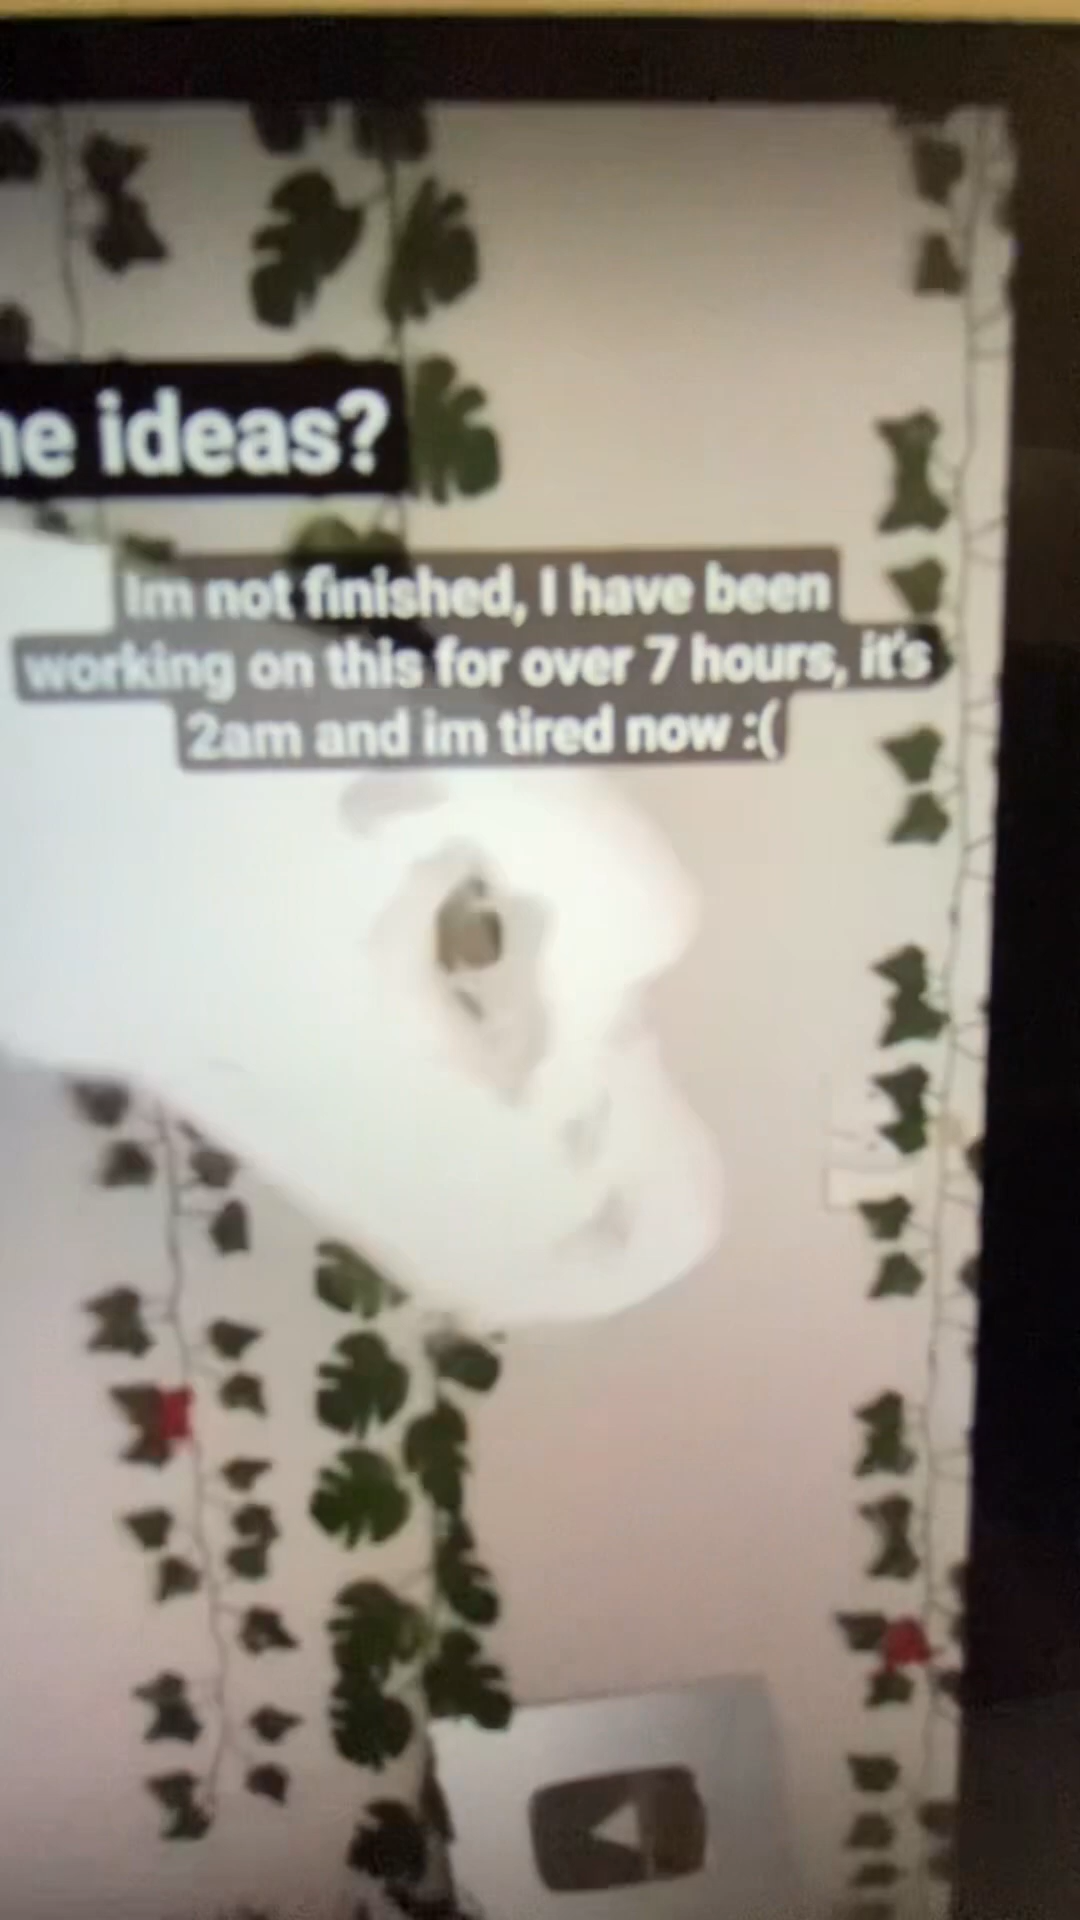 ideas?
Im not finished, I have been
working on this for over 7 hours, it's
2am and im tired now :(